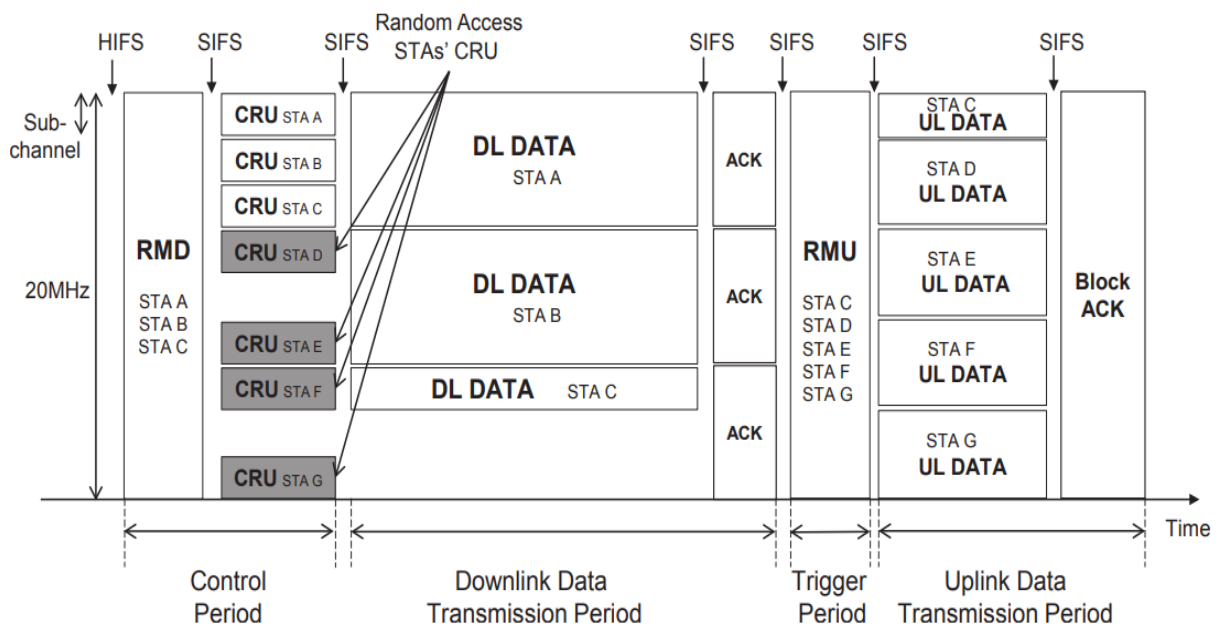 Random Access
STAs' CRU
HIFS
SIFS
SIFS
SIFS
SIFS
SIFS
SIFS
Sub-
channel
20MHz
RMD
STA A
STA B
STA C
CRU STA A
CRU STA B
CRU STA C
CRU STA D
CRU STA E
CRU STA F
CRU STA G
DL DATA
STA A
DL DATA
STA B
DL DATA STA C
ACK
ACK
ACK
RMU
STA C
STA D
STA E
STA F
STA G
STA C
UL DATA
STA D
UL DATA
STA E
UL DATA
STA F
UL DATA
STA G
UL DATA
Block
ACK
Time
Control
Period
Downlink Data
Transmission Period
Trigger
Period
Uplink Data
Transmission Period